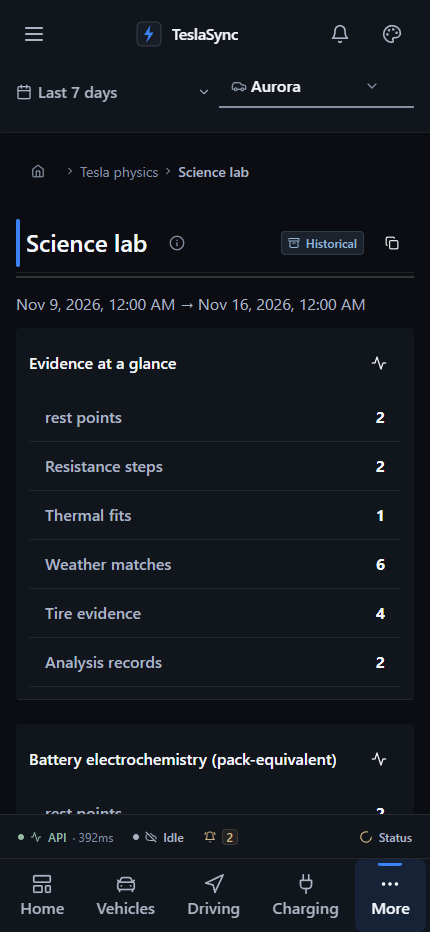 TeslaSync
Last 7 days
Aurora
Tesla physics
Science lab
Science lab
Historical
Nov 9, 2026, 12:00 AM → Nov 16, 2026, 12:00 AM
Evidence at a glance
rest points 2
Resistance steps 2
Thermal fits 1
Weather matches 6
Tire evidence 4
Analysis records 2
Battery electrochemistry (pack-equivalent)
rest points 2
API · 392ms Idle 2 Status
Home Vehicles Driving Charging More